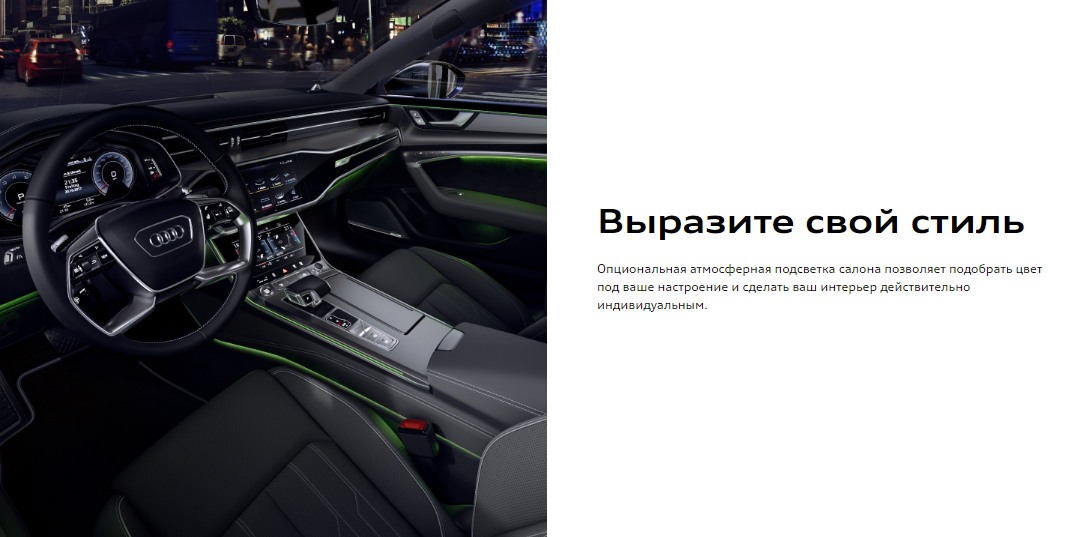 Выразите свой стиль
Опциональная атмосферная подсветка салона позволяет подобрать цвет
под ваше настроение и сделать ваш интерьер действительно
индивидуальным.